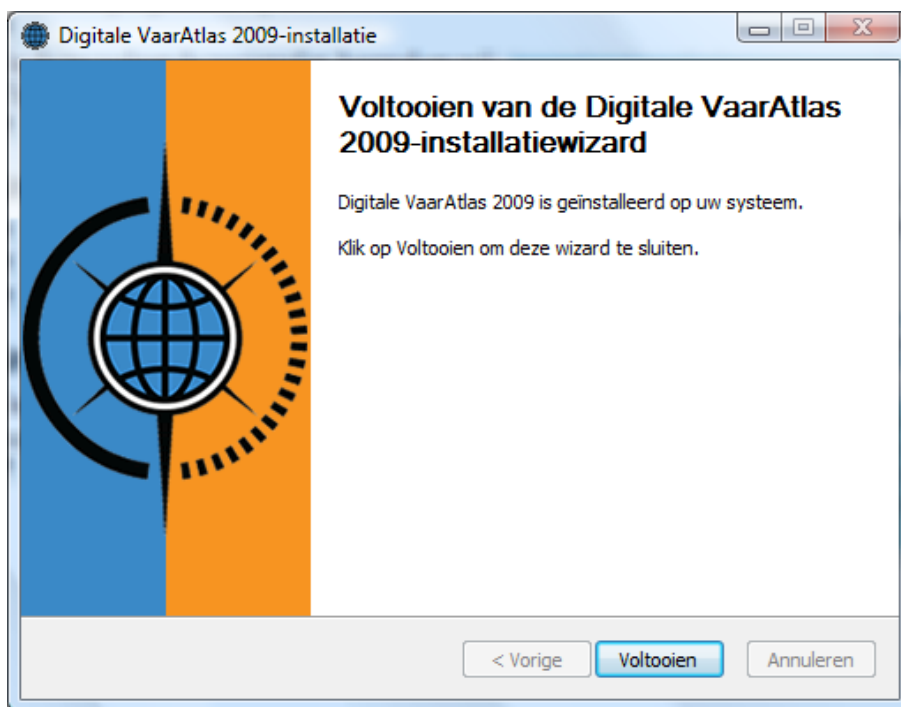 Digitale VaarAtlas 2009-installatie
Voltooien van de Digitale VaarAtlas
2009-installatiewizard
Digitale VaarAtlas 2009 is geïnstalleerd op uw systeem.
Klik op Voltooien om deze wizard te sluiten.
< Vorige
Voltooien
Annuleren